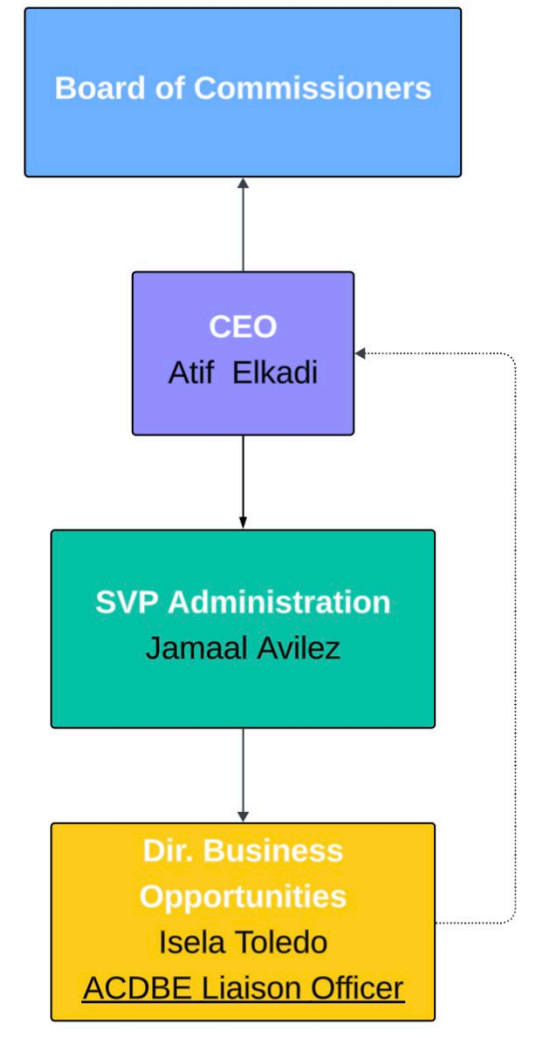 Board of Commissioners
CEO
Atif Elkadi
SVP Administration
Jamaal Avilez
Dir. Business
Opportunities
Isela Toledo
ACDBE Liaison Officer